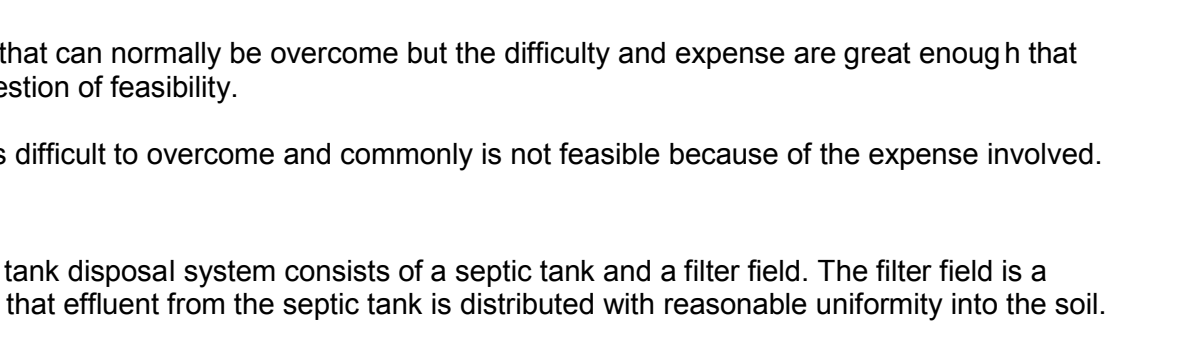 that can normally be overcome but the difficulty and expense are great enough that
estion of feasibility.
s difficult to overcome and commonly is not feasible because of the expense involved.
tank disposal system consists of a septic tank and a filter field. The filter field is a
that effluent from the septic tank is distributed with reasonable uniformity into the soil.